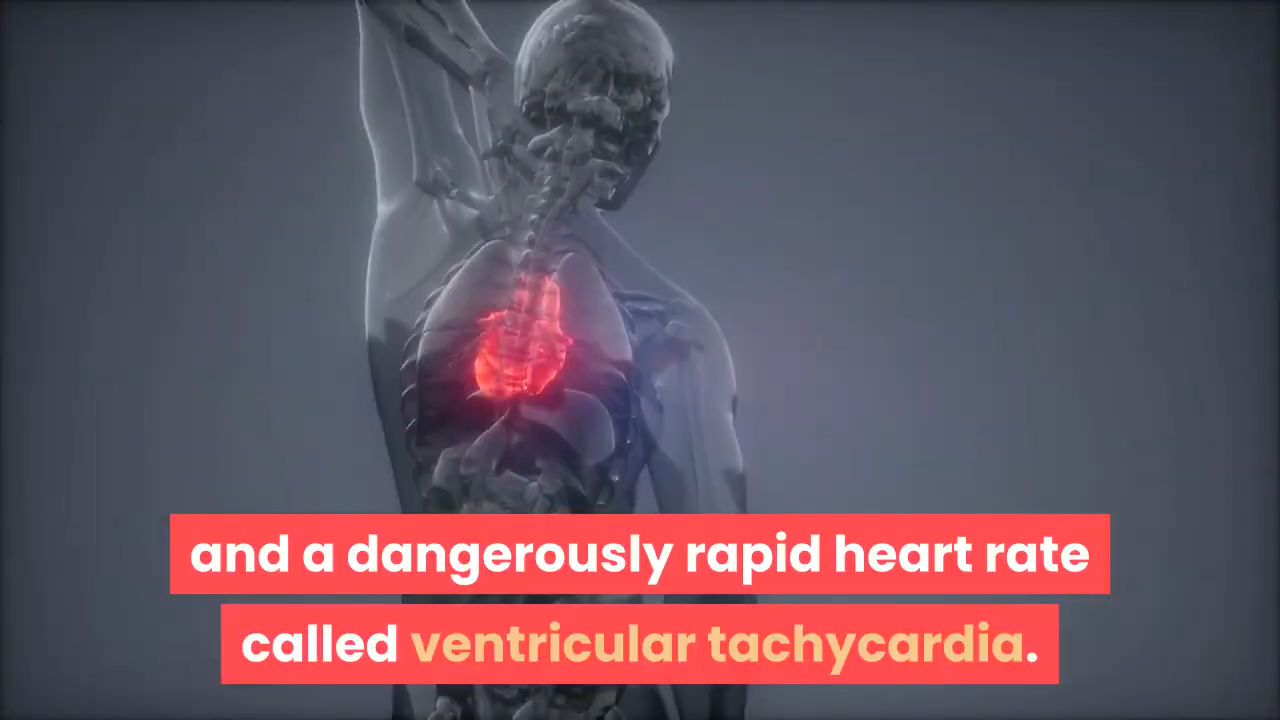 and a dangerously rapid heart rate
called ventricular tachycardia.